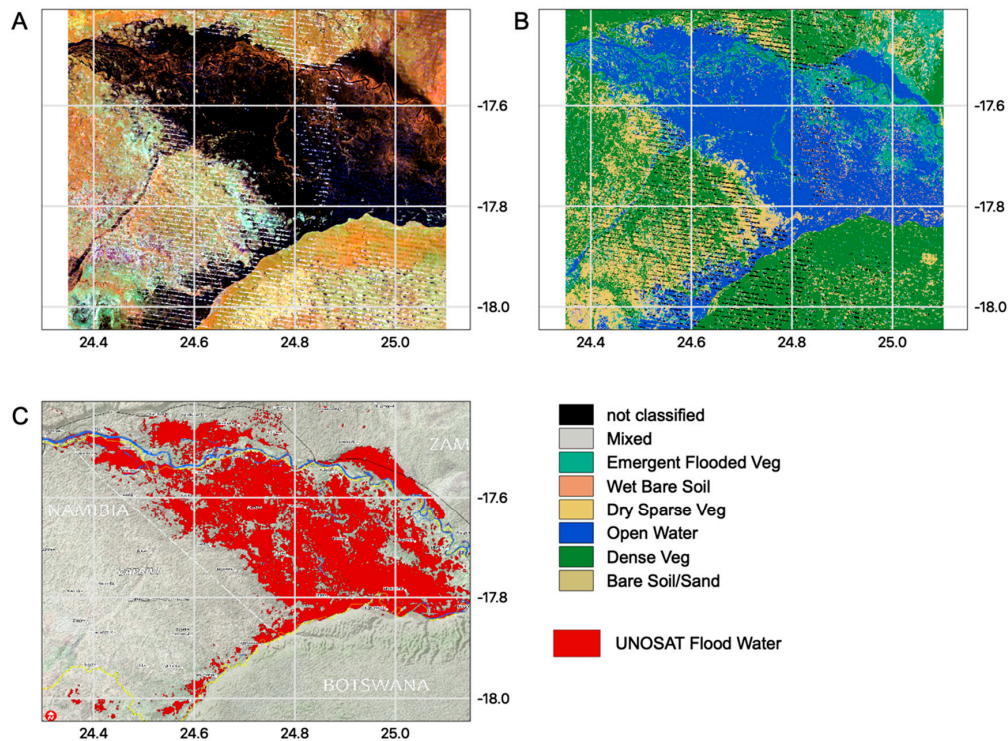 A
B
-17.6
-17.6
-17.8
-17.8
-18.0
-18.0
24.4 24.6 24.8 25.0
24.4 24.6 24.8 25.0
C
ZAM
NAMIBIA
BOTSWANA
-17.6
-17.8
-18.0
24.4 24.6 24.8 25.0
not classified
Mixed
Emergent Flooded Veg
Wet Bare Soil
Dry Sparse Veg
Open Water
Dense Veg
Bare Soil/Sand
UNOSAT Flood Water